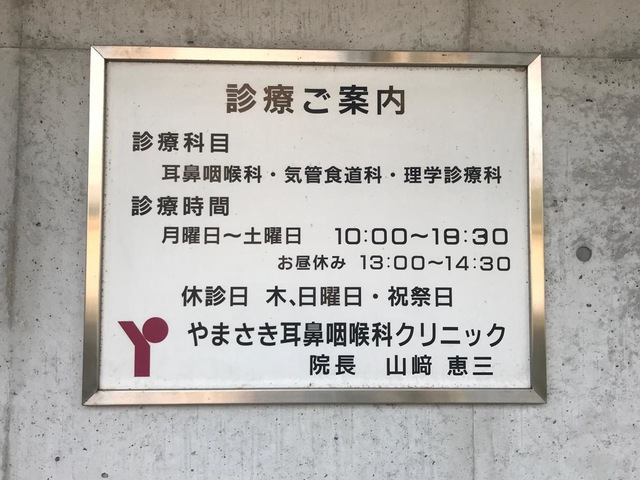 診療ご案内
診療科目
耳鼻咽喉科・気管食道科・理学診療科
診療時間
月曜日〜土曜日 10:00〜18:30
お昼休み 13:00〜14:30
休診日 木、日曜日・祝祭日
やまさき耳鼻咽喉科クリニック
院長 山﨑 恵三